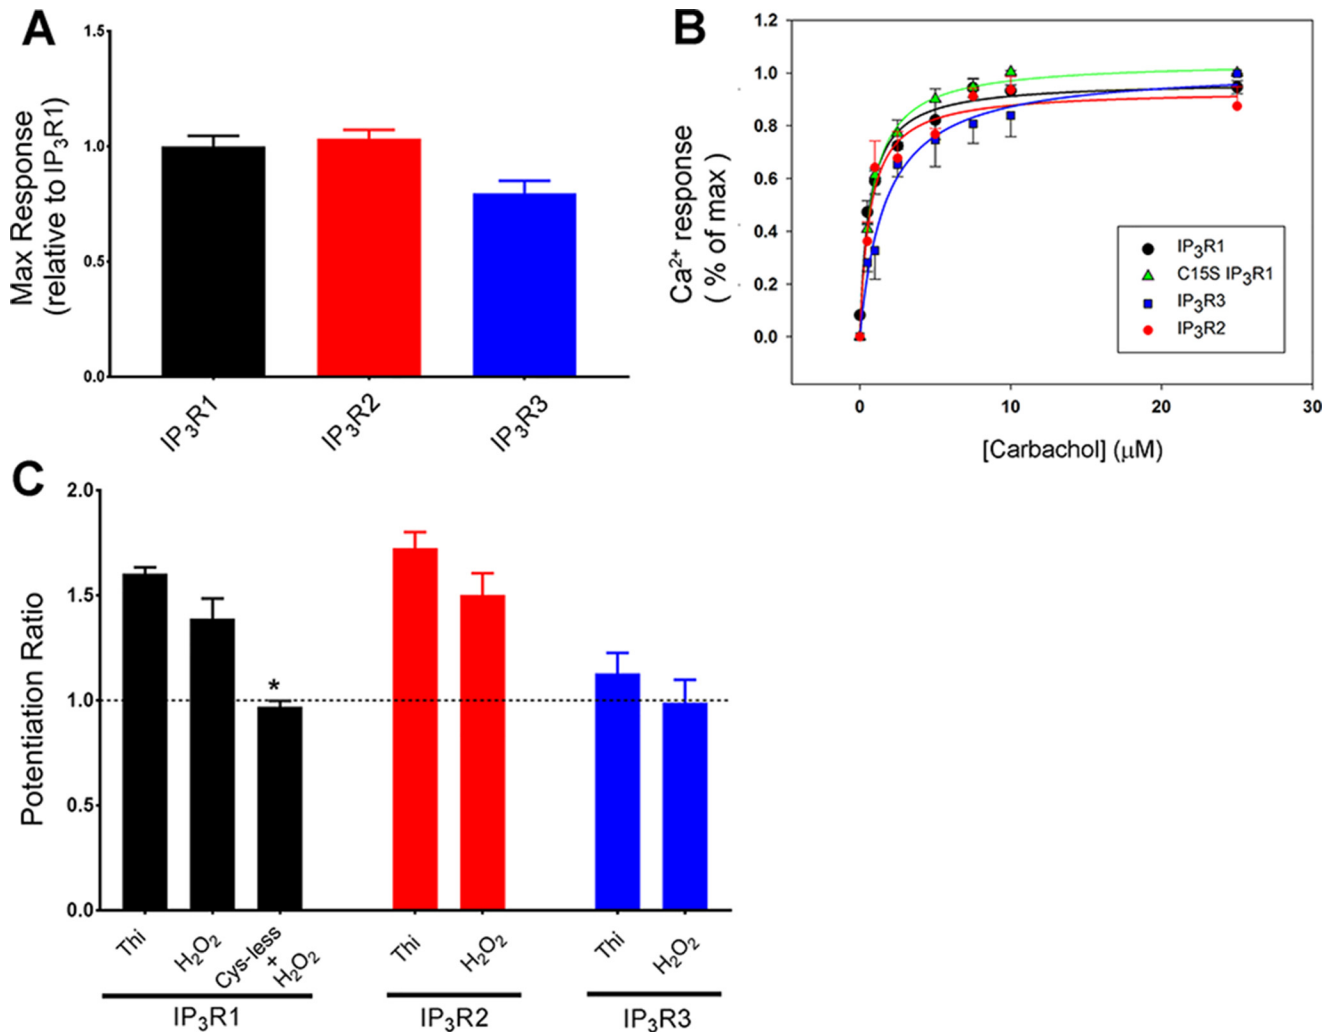 A
Max Response
(relative to IP₃R1)
1.5
1.0
0.5
0.0
IP₃R1
IP₃R2
IP₃R3
B
Ca²⁺ response
( % of max )
1.2
1.0
0.8
0.6
0.4
0.2
0.0
IP₃R1
C15S IP₃R1
IP₃R3
IP₃R2
0 10 20 30
[Carbachol] (μM)
C
Potentiation Ratio
2.0
1.5
1.0
0.5
0.0
*
Thi
H₂O₂
Cys-less
+
H₂O₂
Thi
H₂O₂
Thi
H₂O₂
IP₃R1
IP₃R2
IP₃R3